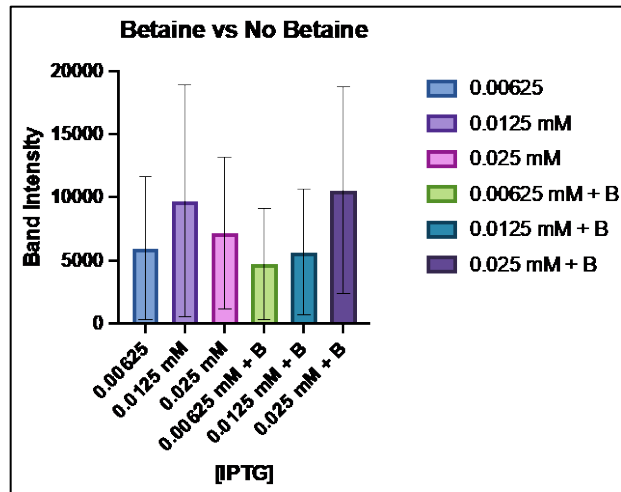 Betaine vs No Betaine
Band Intensity
20000
15000
10000
5000
0
0.00625
0.0125 mM
0.025 mM
0.00625 mM + B
0.0125 mM + B
0.025 mM + B
[IPTG]
0.00625
0.0125 mM
0.025 mM
0.00625 mM + B
0.0125 mM + B
0.025 mM + B